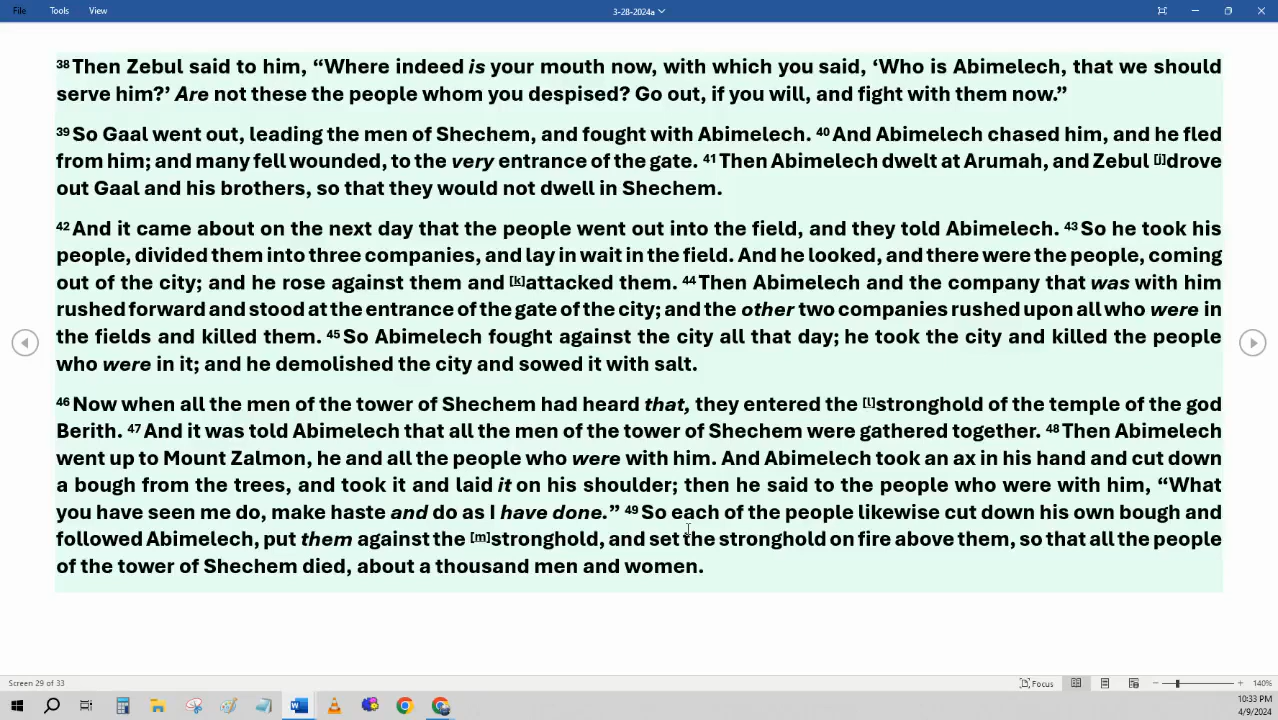 File Tools View 3-28-2024a
38 Then Zebul said to him, “Where indeed is your mouth now, with which you said, ‘Who is Abimelech, that we should
serve him?’ Are not these the people whom you despised? Go out, if you will, and fight with them now.”
39 So Gaal went out, leading the men of Shechem, and fought with Abimelech. 40 And Abimelech chased him, and he fled
from him; and many fell wounded, to the very entrance of the gate. 41 Then Abimelech dwelt at Arumah, and Zebul [j]drove
out Gaal and his brothers, so that they would not dwell in Shechem.
42 And it came about on the next day that the people went out into the field, and they told Abimelech. 43 So he took his
people, divided them into three companies, and lay in wait in the field. And he looked, and there were the people, coming
out of the city; and he rose against them and [k]attacked them. 44 Then Abimelech and the company that was with him
rushed forward and stood at the entrance of the gate of the city; and the other two companies rushed upon all who were in
the fields and killed them. 45 So Abimelech fought against the city all that day; he took the city and killed the people
who were in it; and he demolished the city and sowed it with salt.
46 Now when all the men of the tower of Shechem had heard that, they entered the [l]stronghold of the temple of the god
Berith. 47 And it was told Abimelech that all the men of the tower of Shechem were gathered together. 48 Then Abimelech
went up to Mount Zalmon, he and all the people who were with him. And Abimelech took an ax in his hand and cut down
a bough from the trees, and took it and laid it on his shoulder; then he said to the people who were with him, “What
you have seen me do, make haste and do as I have done.” 49 So each of the people likewise cut down his own bough and
followed Abimelech, put them against the [m]stronghold, and set the stronghold on fire above them, so that all the people
of the tower of Shechem died, about a thousand men and women.
Screen 29 of 33 Focus 140%
10:33 PM
4/9/2024